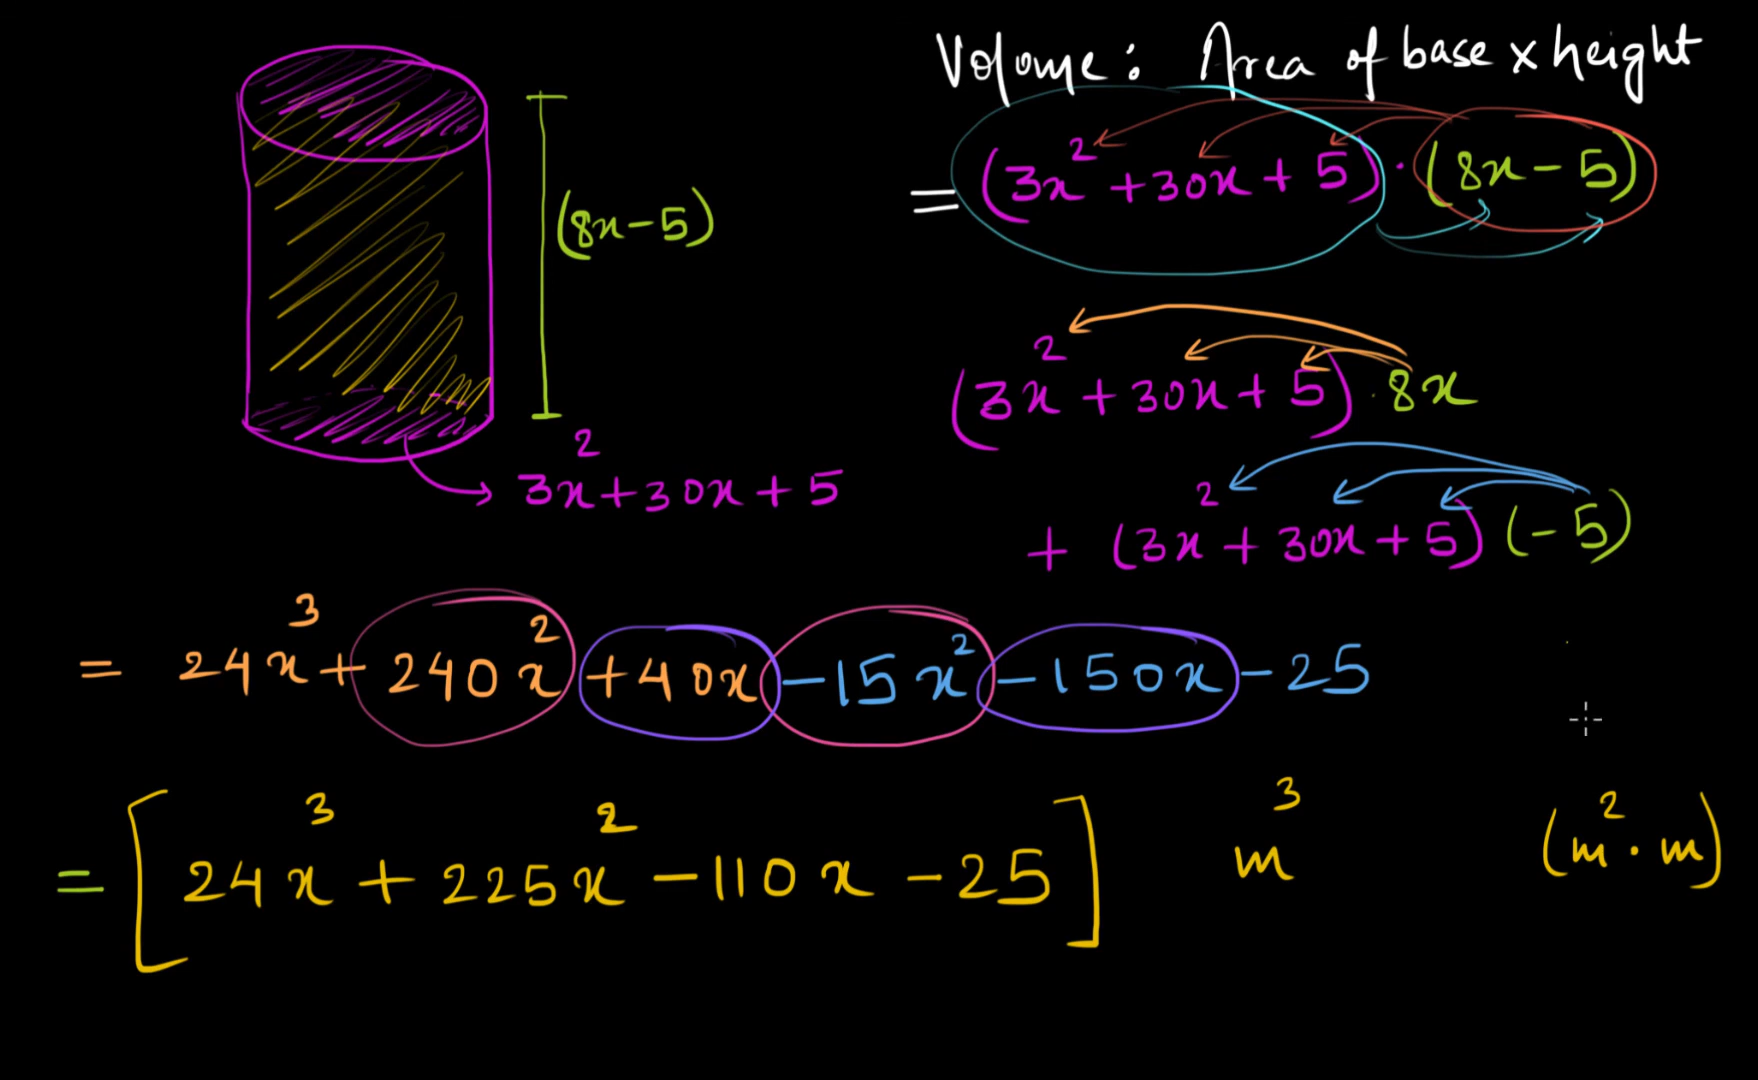 Volume: Area of base x height
= (3x² + 30x + 5) · (8x - 5)
(8x - 5)
(3x² + 30x + 5) · 8x
3x² + 30x + 5
+ (3x² + 30x + 5) (-5)
= 24x³ + 240x² + 40x - 15x² - 150x - 25
= [24x³ + 225x² - 110x - 25] m³ (m² · m)